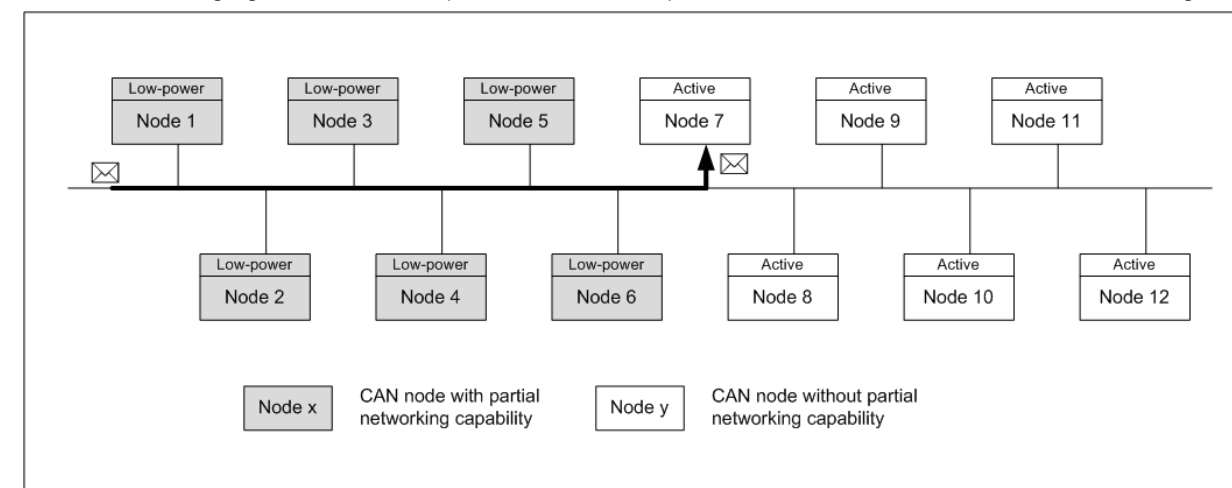 Low-power
Node 1
Low-power
Node 3
Low-power
Node 5
Active
Node 7
Active
Node 9
Active
Node 11
Low-power
Node 2
Low-power
Node 4
Low-power
Node 6
Active
Node 8
Active
Node 10
Active
Node 12
Node x
CAN node with partial
networking capability
Node y
CAN node without partial
networking capability